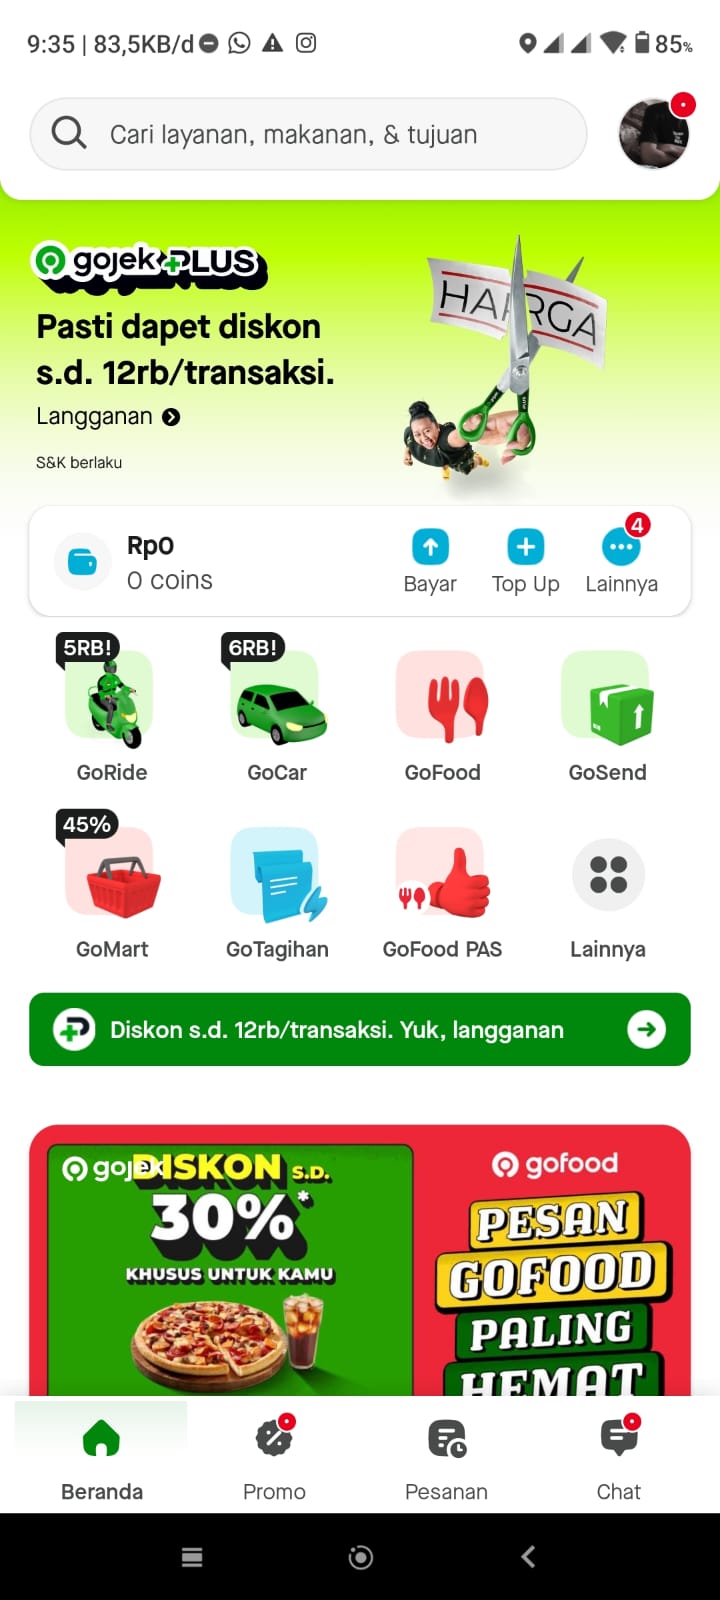 9:35 | 83,5KB/d
85%
Cari layanan, makanan, & tujuan
gojek PLUS
HARGA
Pasti dapet diskon
s.d. 12rb/transaksi.
Langganan
S&K berlaku
Rp0
0 coins
Bayar
Top Up
4
Lainnya
5RB!
6RB!
GoRide
GoCar
GoFood
GoSend
45%
GoMart
GoTagihan
GoFood PAS
Lainnya
Diskon s.d. 12rb/transaksi. Yuk, langganan
gojek
DISKON S.D.
30%*
KHUSUS UNTUK KAMU
gofood
PESAN
GOFOOD
PALING
HEMAT
Beranda
Promo
Pesanan
Chat